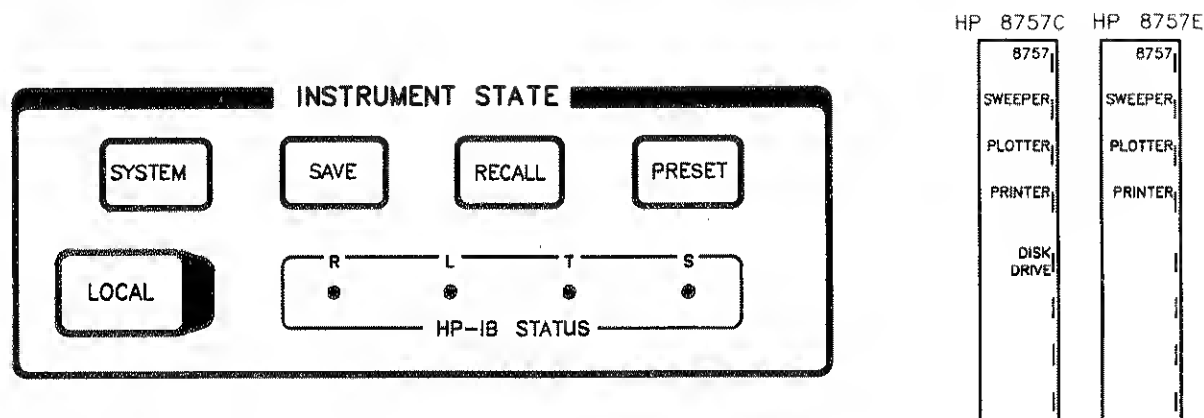 INSTRUMENT STATE
SYSTEM
SAVE
RECALL
PRESET
LOCAL
R L T S
HP-IB STATUS
HP 8757C
8757
SWEEPER
PLOTTER
PRINTER
DISK
DRIVE
HP 8757E
8757
SWEEPER
PLOTTER
PRINTER